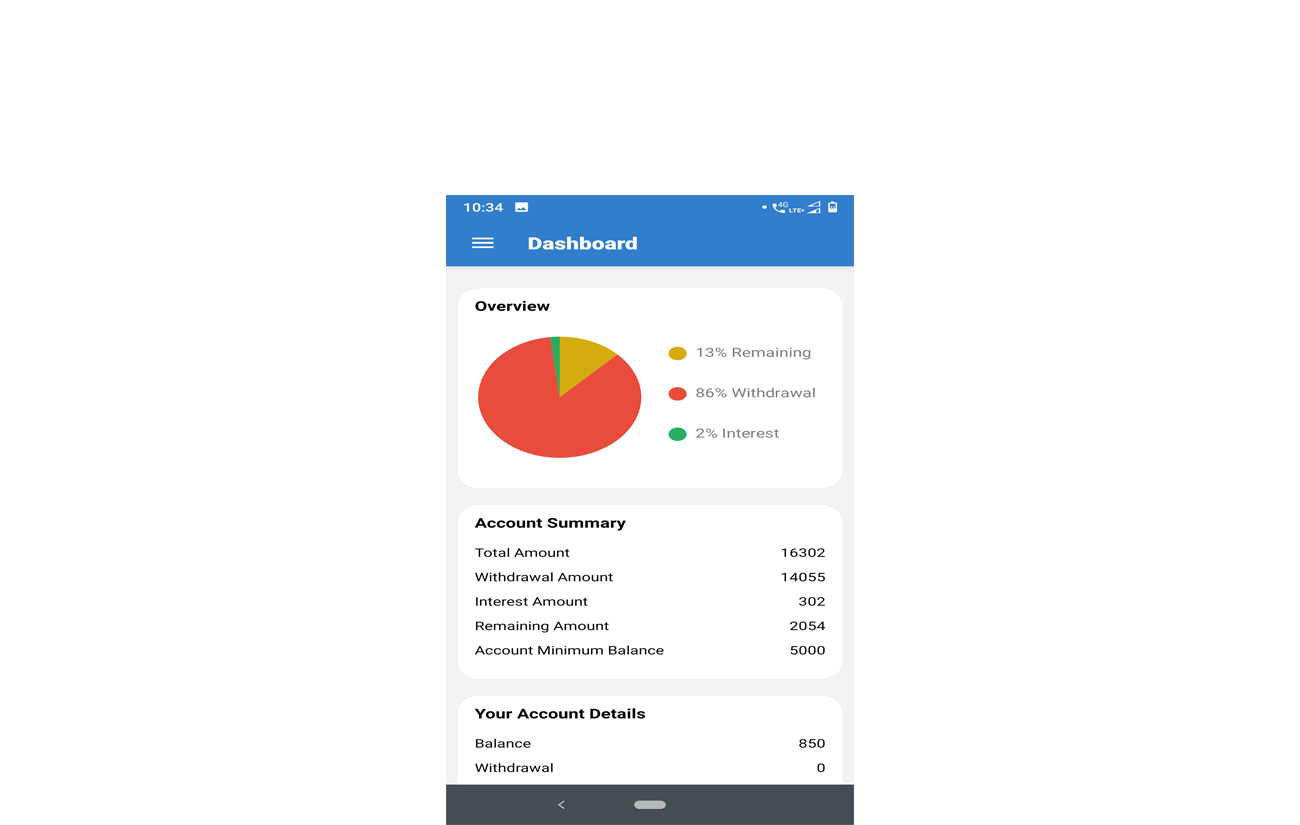 10:34
4G LTE+
Dashboard
Overview
13% Remaining
86% Withdrawal
2% Interest
Account Summary
Total Amount 16302
Withdrawal Amount 14055
Interest Amount 302
Remaining Amount 2054
Account Minimum Balance 5000
Your Account Details
Balance 850
Withdrawal 0